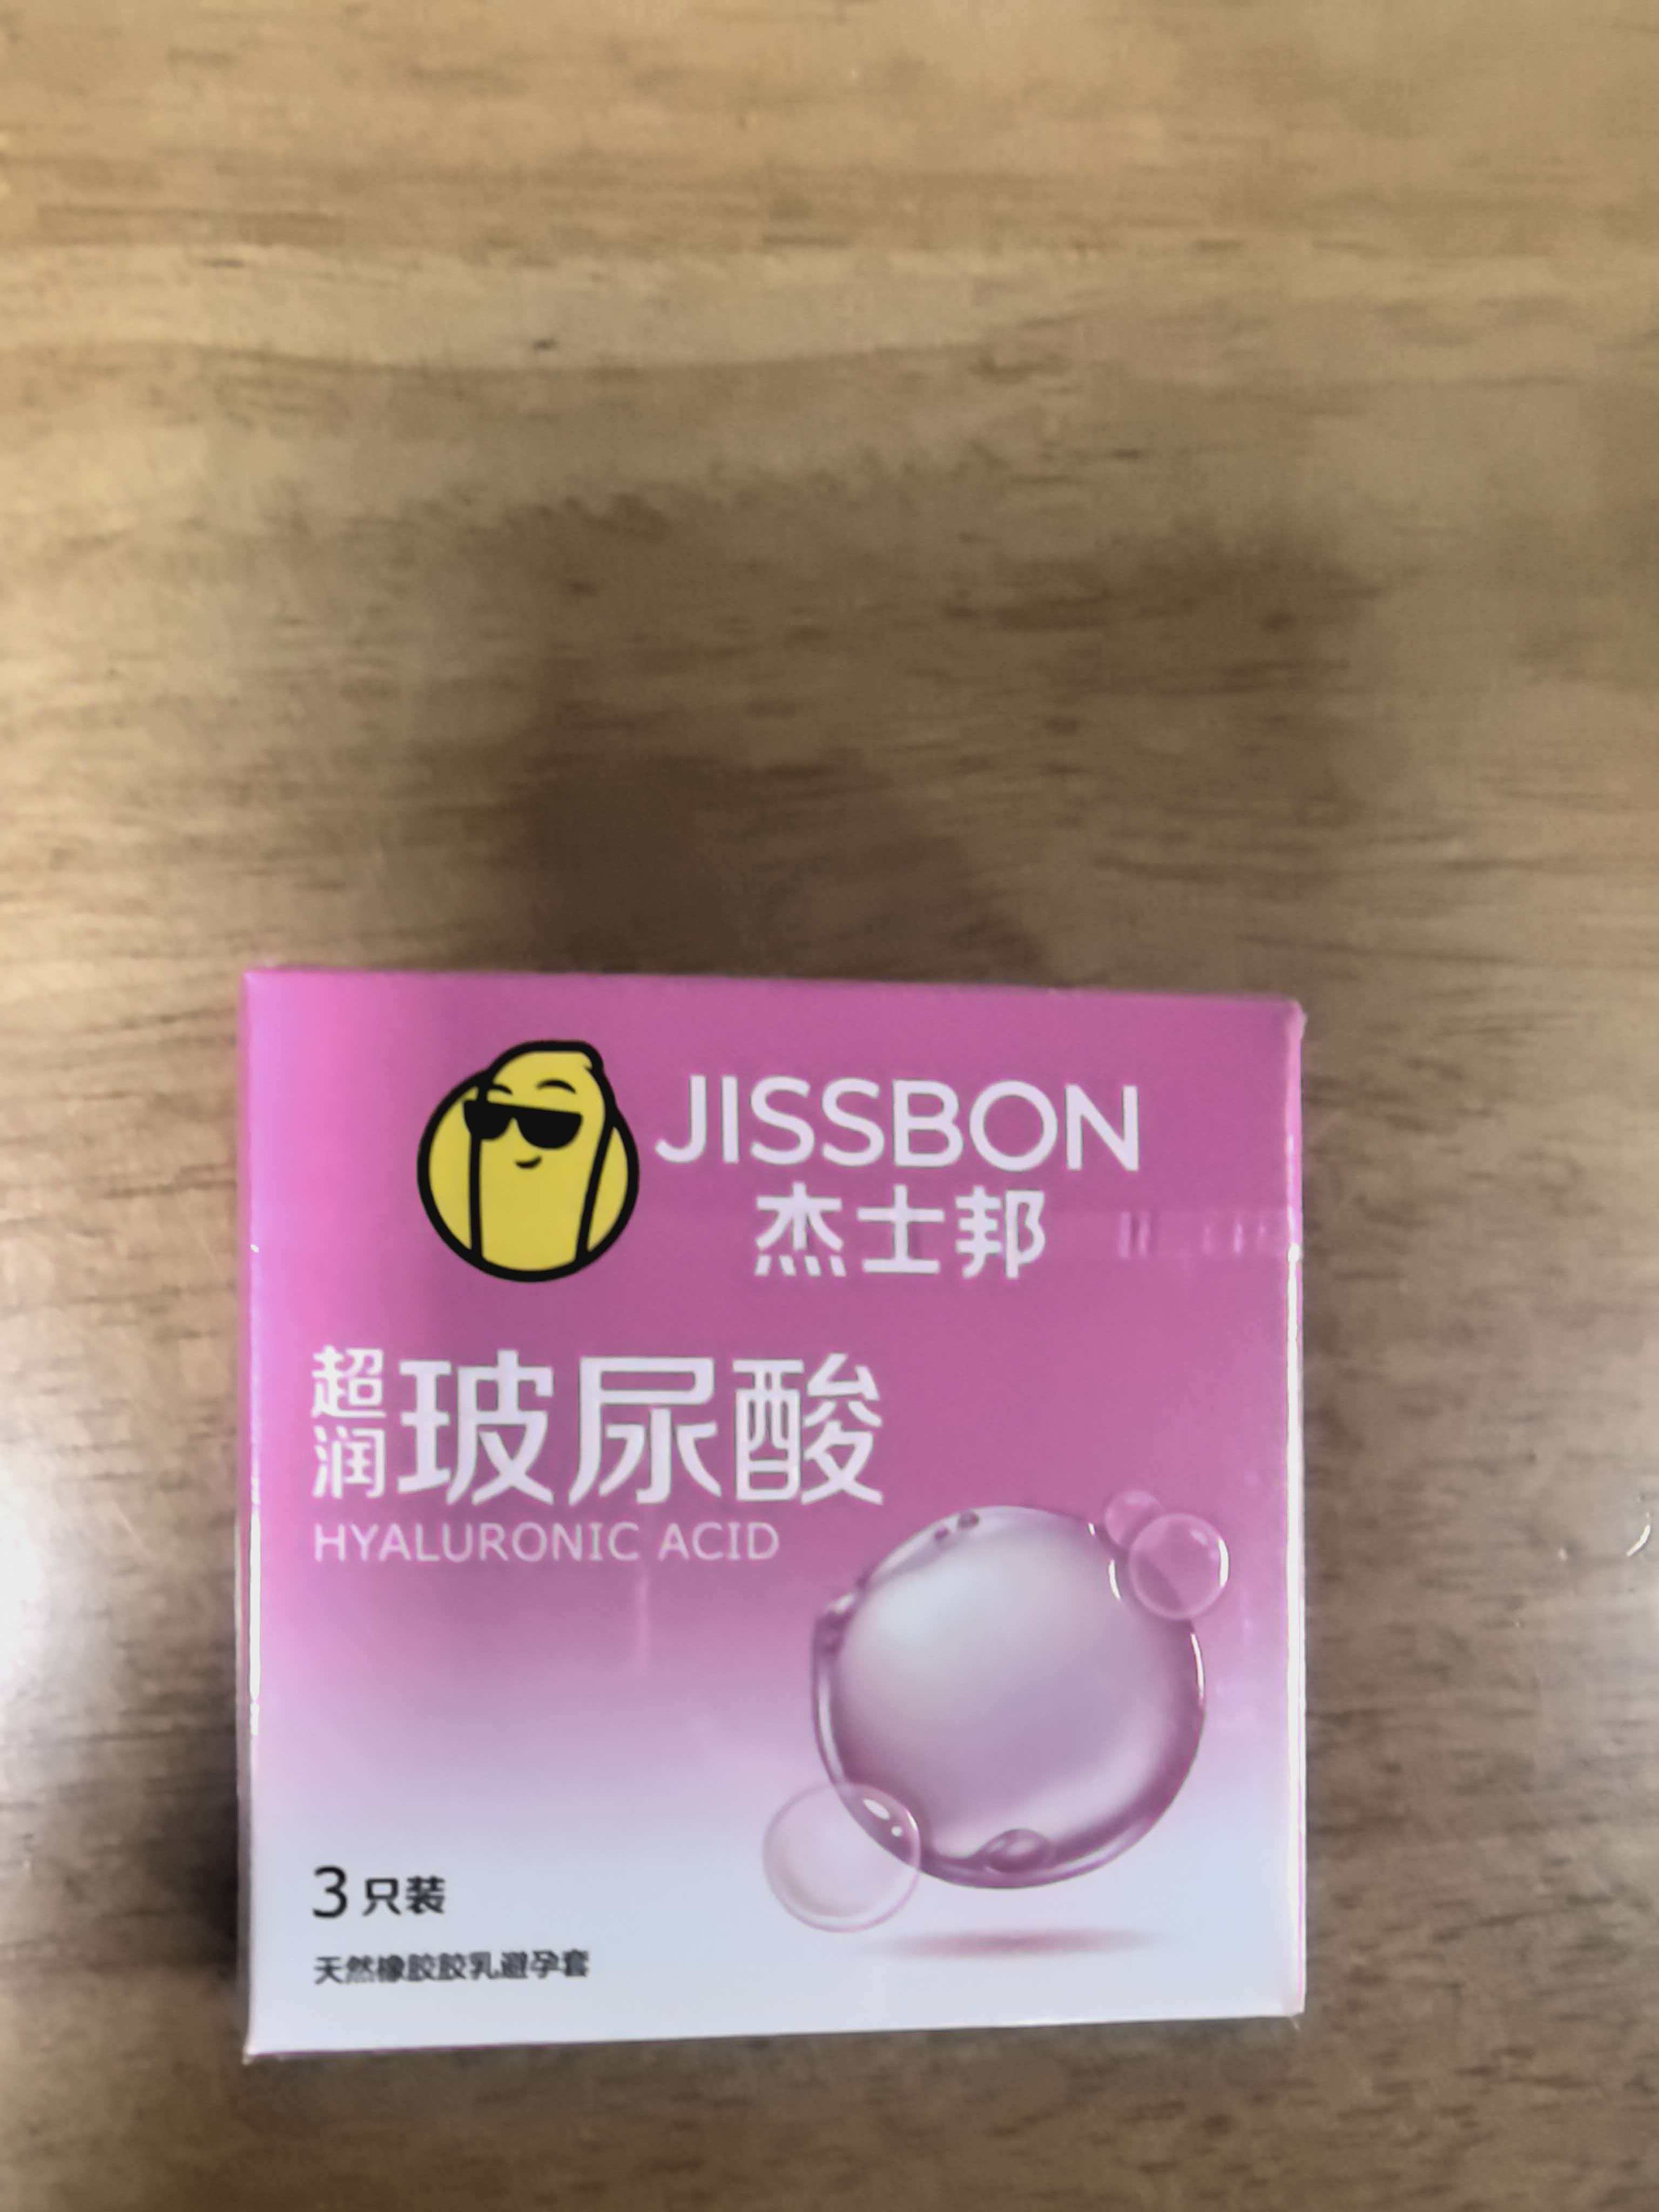 JISSBON
杰士邦
超润 玻尿酸
HYALURONIC ACID
3只装
天然橡胶胶乳避孕套